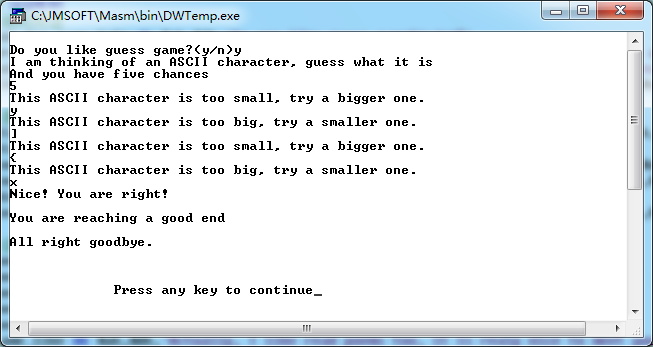 C:\JMSOFT\Masm\bin\DWTemp.exe
Do you like guess game?(y/n)y
I am thinking of an ASCII character, guess what it is
And you have five chances
5
This ASCII character is too small, try a bigger one.
y
This ASCII character is too big, try a smaller one.
]
This ASCII character is too small, try a bigger one.
{
This ASCII character is too big, try a smaller one.
x
Nice! You are right!
You are reaching a good end
All right goodbye.
Press any key to continue_